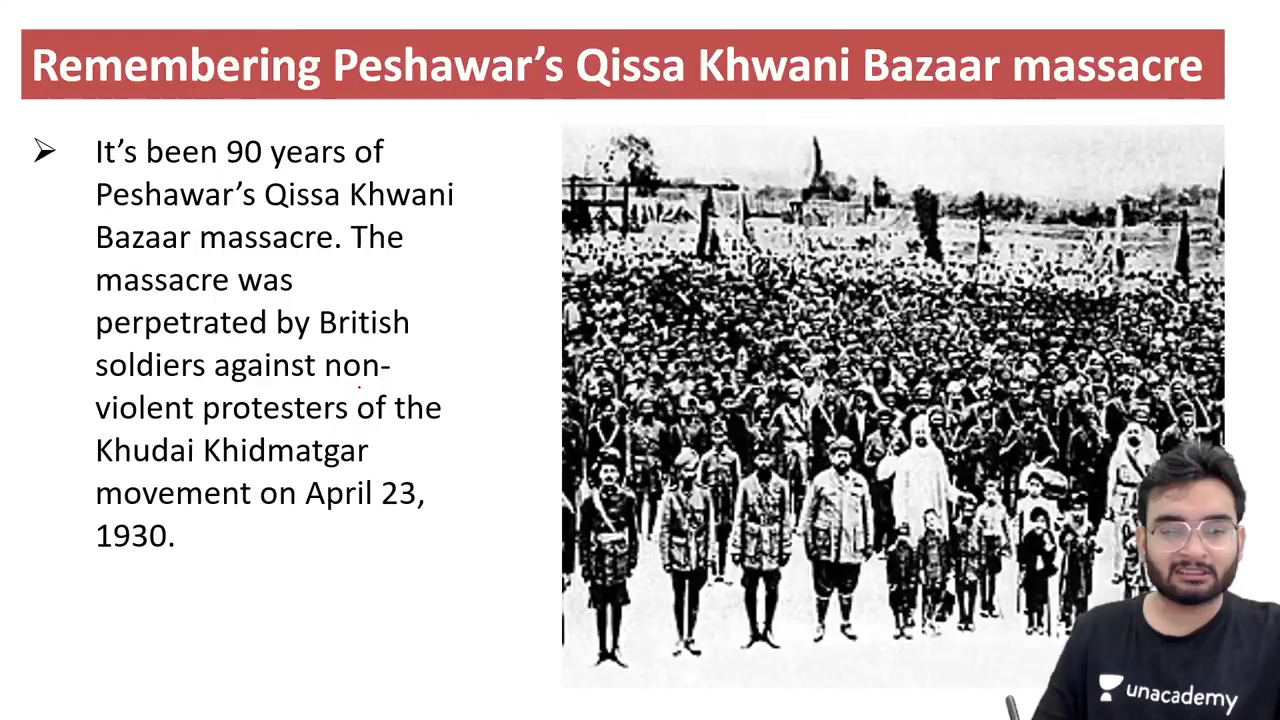 Remembering Peshawar’s Qissa Khwani Bazaar massacre
➢ It’s been 90 years of
Peshawar’s Qissa Khwani
Bazaar massacre. The
massacre was
perpetrated by British
soldiers against non-
violent protesters of the
Khudai Khidmatgar
movement on April 23,
1930.
unacademy